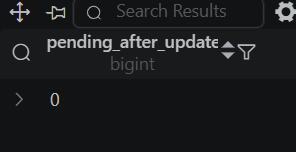 Search Results
pending_after_update
bigint
0